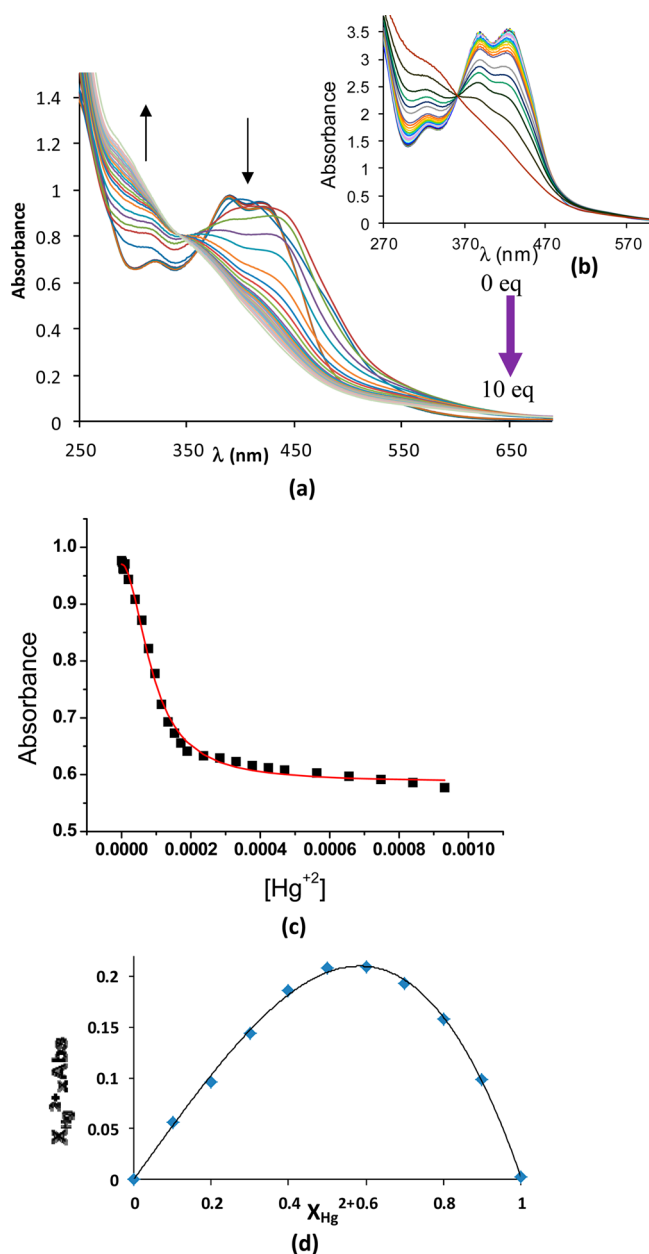 3.5
3
2.5
2
1.5
1
0.5
0
Absorbance
270 370 470 570
λ (nm)
(b)
0 eq
10 eq
1.4
1.2
1
0.8
0.6
0.4
0.2
0
Absorbance
250 350 450 550 650
λ (nm)
(a)
1.0
0.9
0.8
0.7
0.6
0.5
Absorbance
0.0000 0.0002 0.0004 0.0006 0.0008 0.0010
[Hg+2]
(c)
0.2
0.15
0.1
0.05
0
XHg2+xAbs
0 0.2 0.4 0.6 0.8 1
XHg2+
(d)